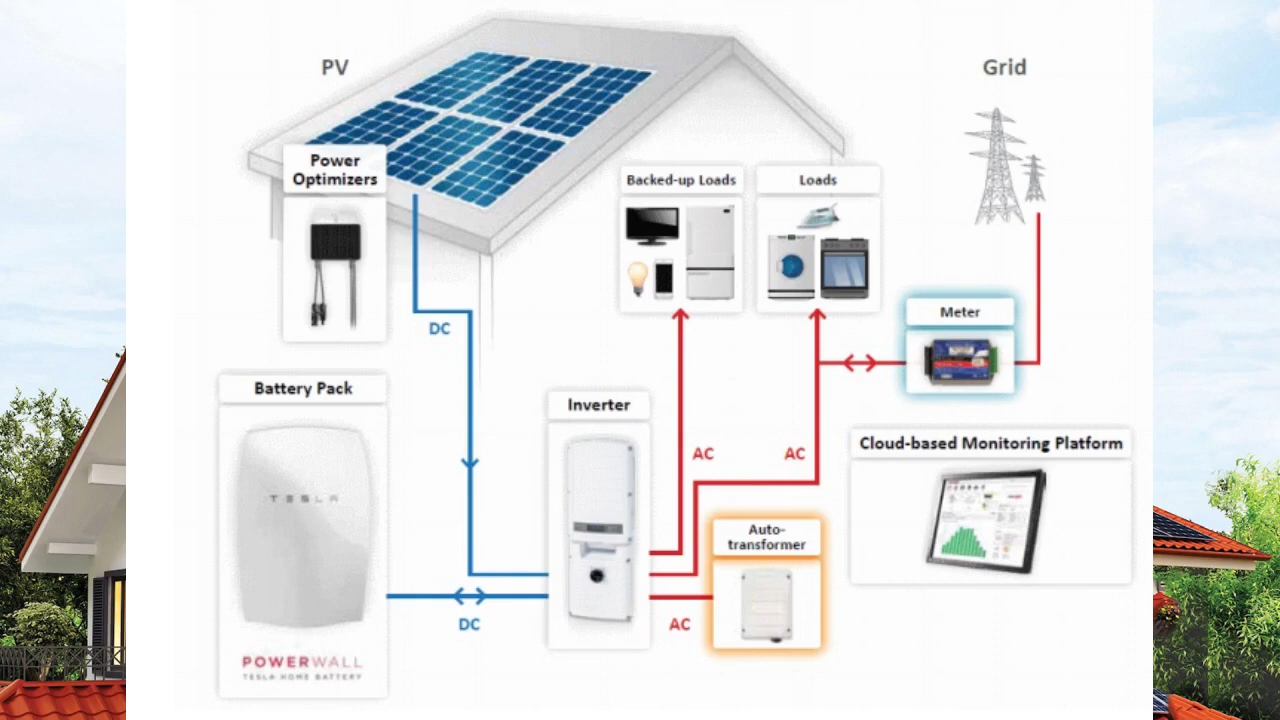 PV
Grid
Power
Optimizers
Backed-up Loads
Loads
Meter
DC
Battery Pack
Inverter
Cloud-based Monitoring Platform
AC
AC
TESLA
Auto-
transformer
DC
AC
POWERWALL
TESLA HOME BATTERY